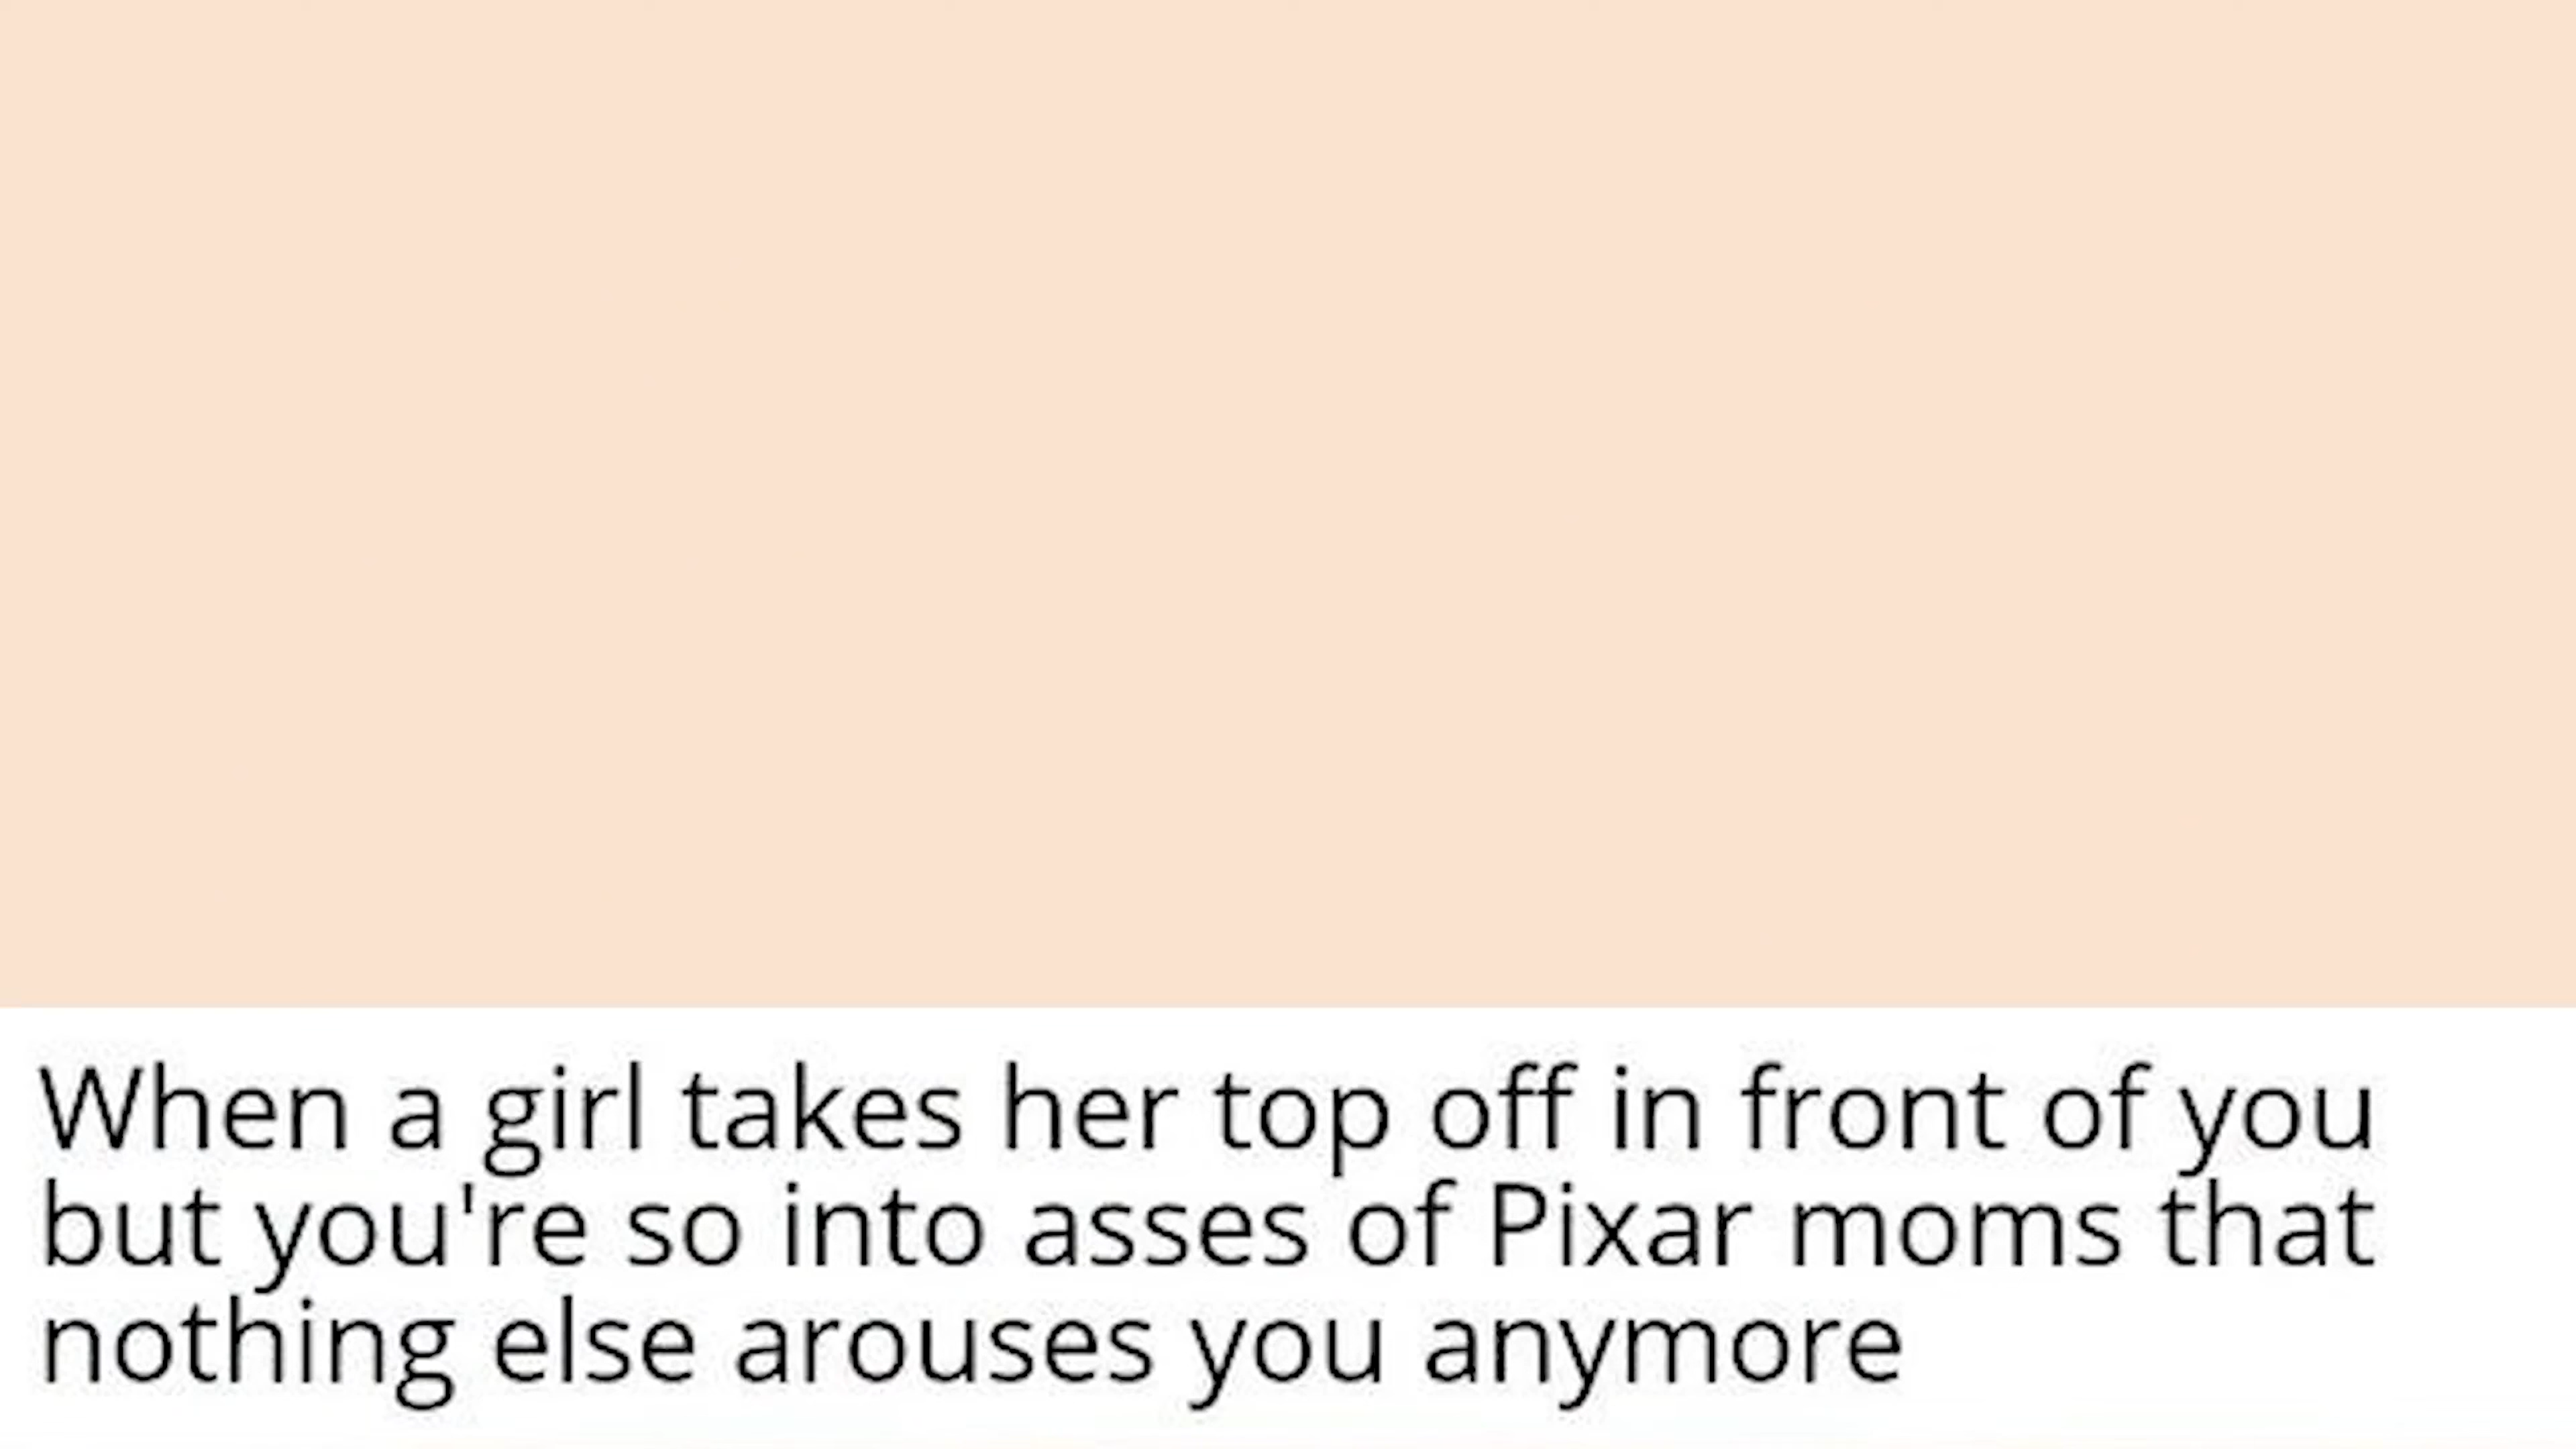 When a girl takes her top off in front of you
but you're so into asses of Pixar moms that
nothing else arouses you anymore